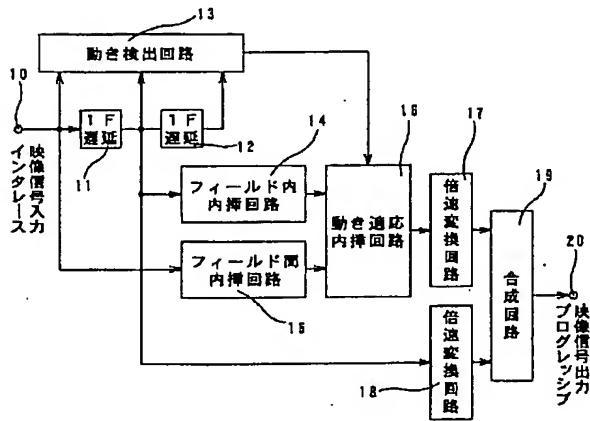 13
動き検出回路
10
1F
遅延
11
1F
遅延
12
映像信号入力
インタレース
14
フィールド内
内挿回路
フィールド間
内挿回路
15
16
動き適応
内挿回路
17
倍速変換回路
倍速変換回路
18
19
合成回路
20
映像信号出力
プログレッシブ